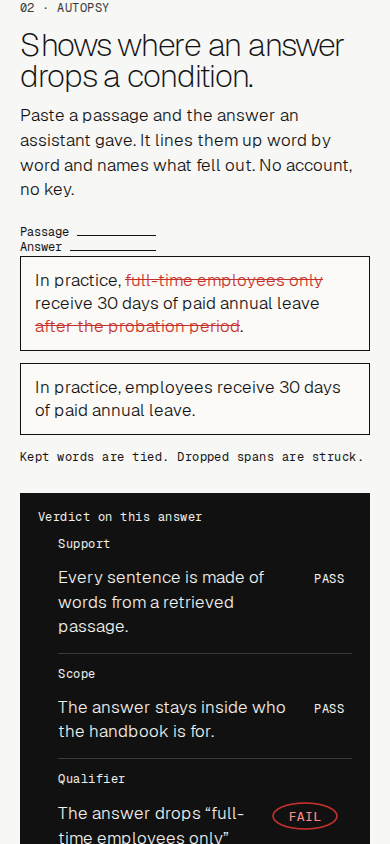 02 · AUTOPSY
Shows where an answer
drops a condition.
Paste a passage and the answer an
assistant gave. It lines them up word by
word and names what fell out. No account,
no key.
Passage
Answer
In practice, full-time employees only
receive 30 days of paid annual leave
after the probation period.
In practice, employees receive 30 days
of paid annual leave.
Kept words are tied. Dropped spans are struck.
Verdict on this answer
Support
Every sentence is made of PASS
words from a retrieved
passage.
Scope
The answer stays inside who PASS
the handbook is for.
Qualifier
The answer drops “full- FAIL
time employees only”